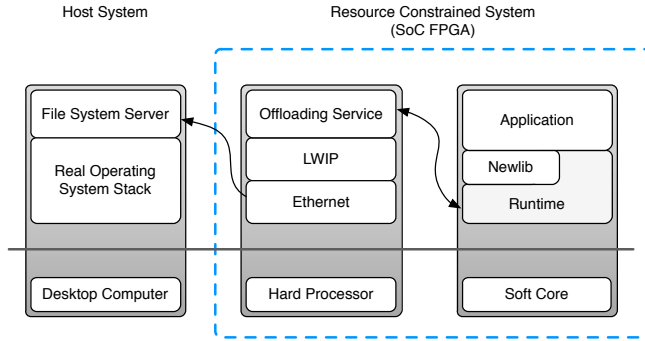 Host System
Resource Constrained System
(SoC FPGA)
File System Server
Real Operating
System Stack
Desktop Computer
Offloading Service
LWIP
Ethernet
Hard Processor
Application
Newlib
Runtime
Soft Core